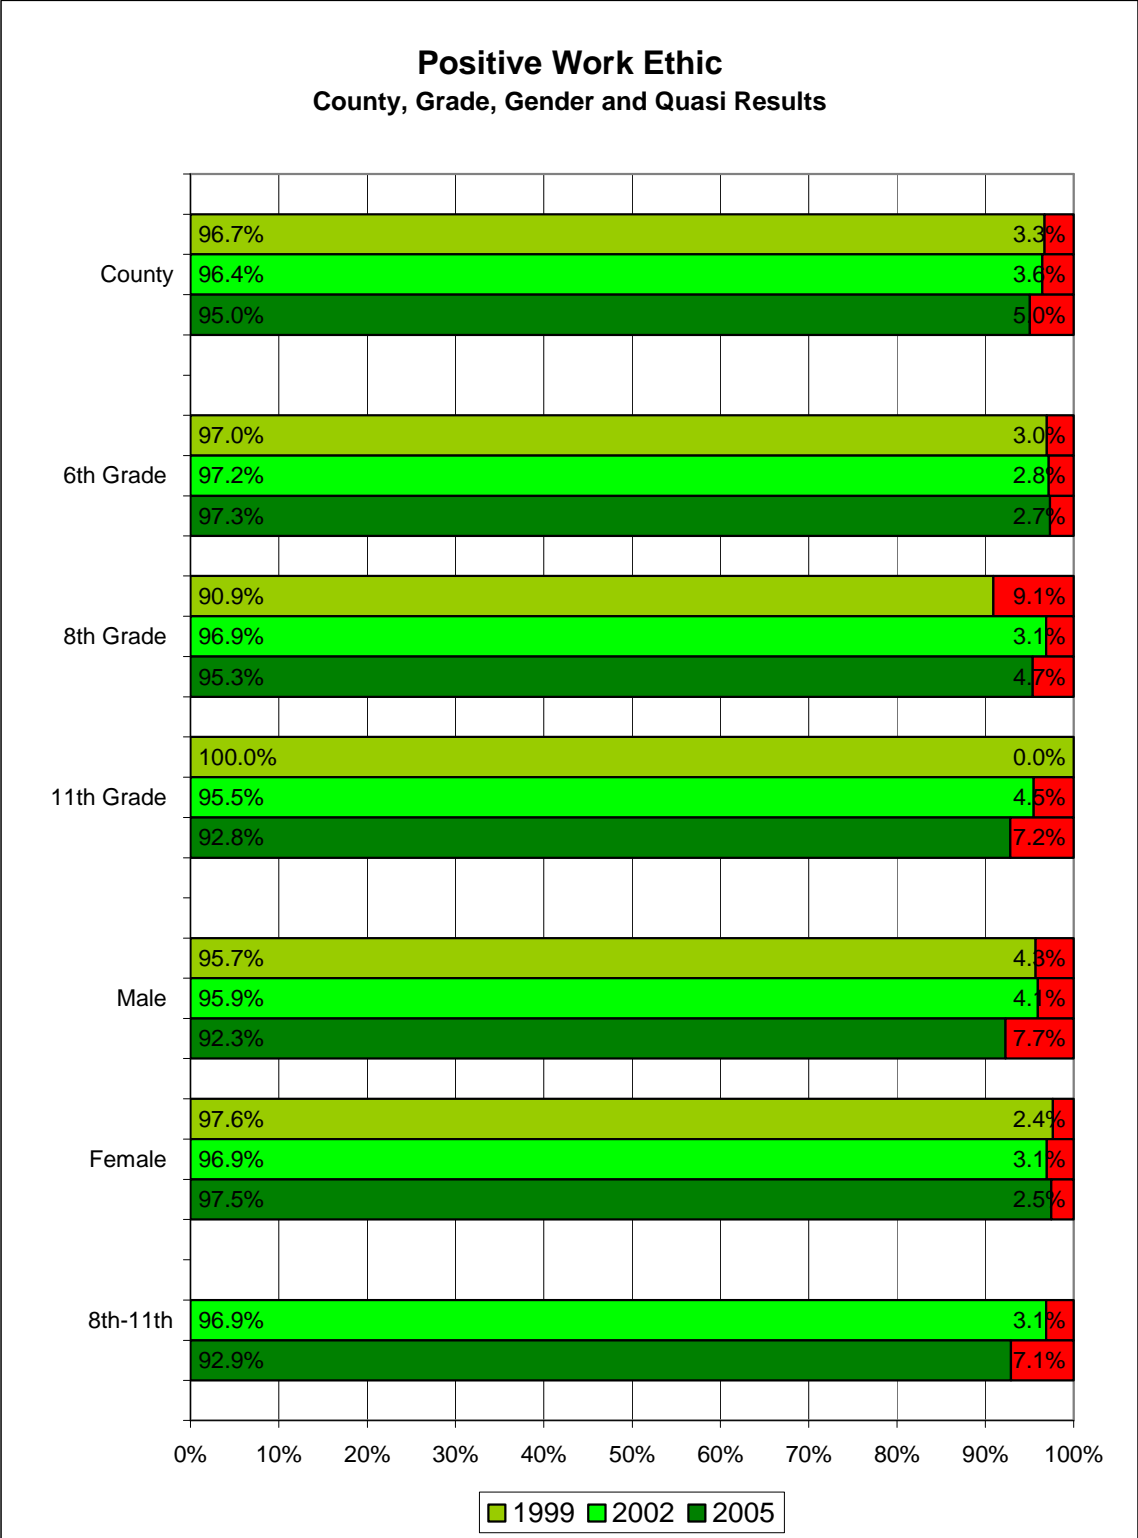 Positive Work Ethic
County, Grade, Gender and Quasi Results
County
96.7% 3.3%
96.4% 3.6%
95.0% 5.0%
6th Grade
97.0% 3.0%
97.2% 2.8%
97.3% 2.7%
8th Grade
90.9% 9.1%
96.9% 3.1%
95.3% 4.7%
11th Grade
100.0% 0.0%
95.5% 4.5%
92.8% 7.2%
Male
95.7% 4.3%
95.9% 4.1%
92.3% 7.7%
Female
97.6% 2.4%
96.9% 3.1%
97.5% 2.5%
8th-11th
96.9% 3.1%
92.9% 7.1%
0% 10% 20% 30% 40% 50% 60% 70% 80% 90% 100%
1999 2002 2005